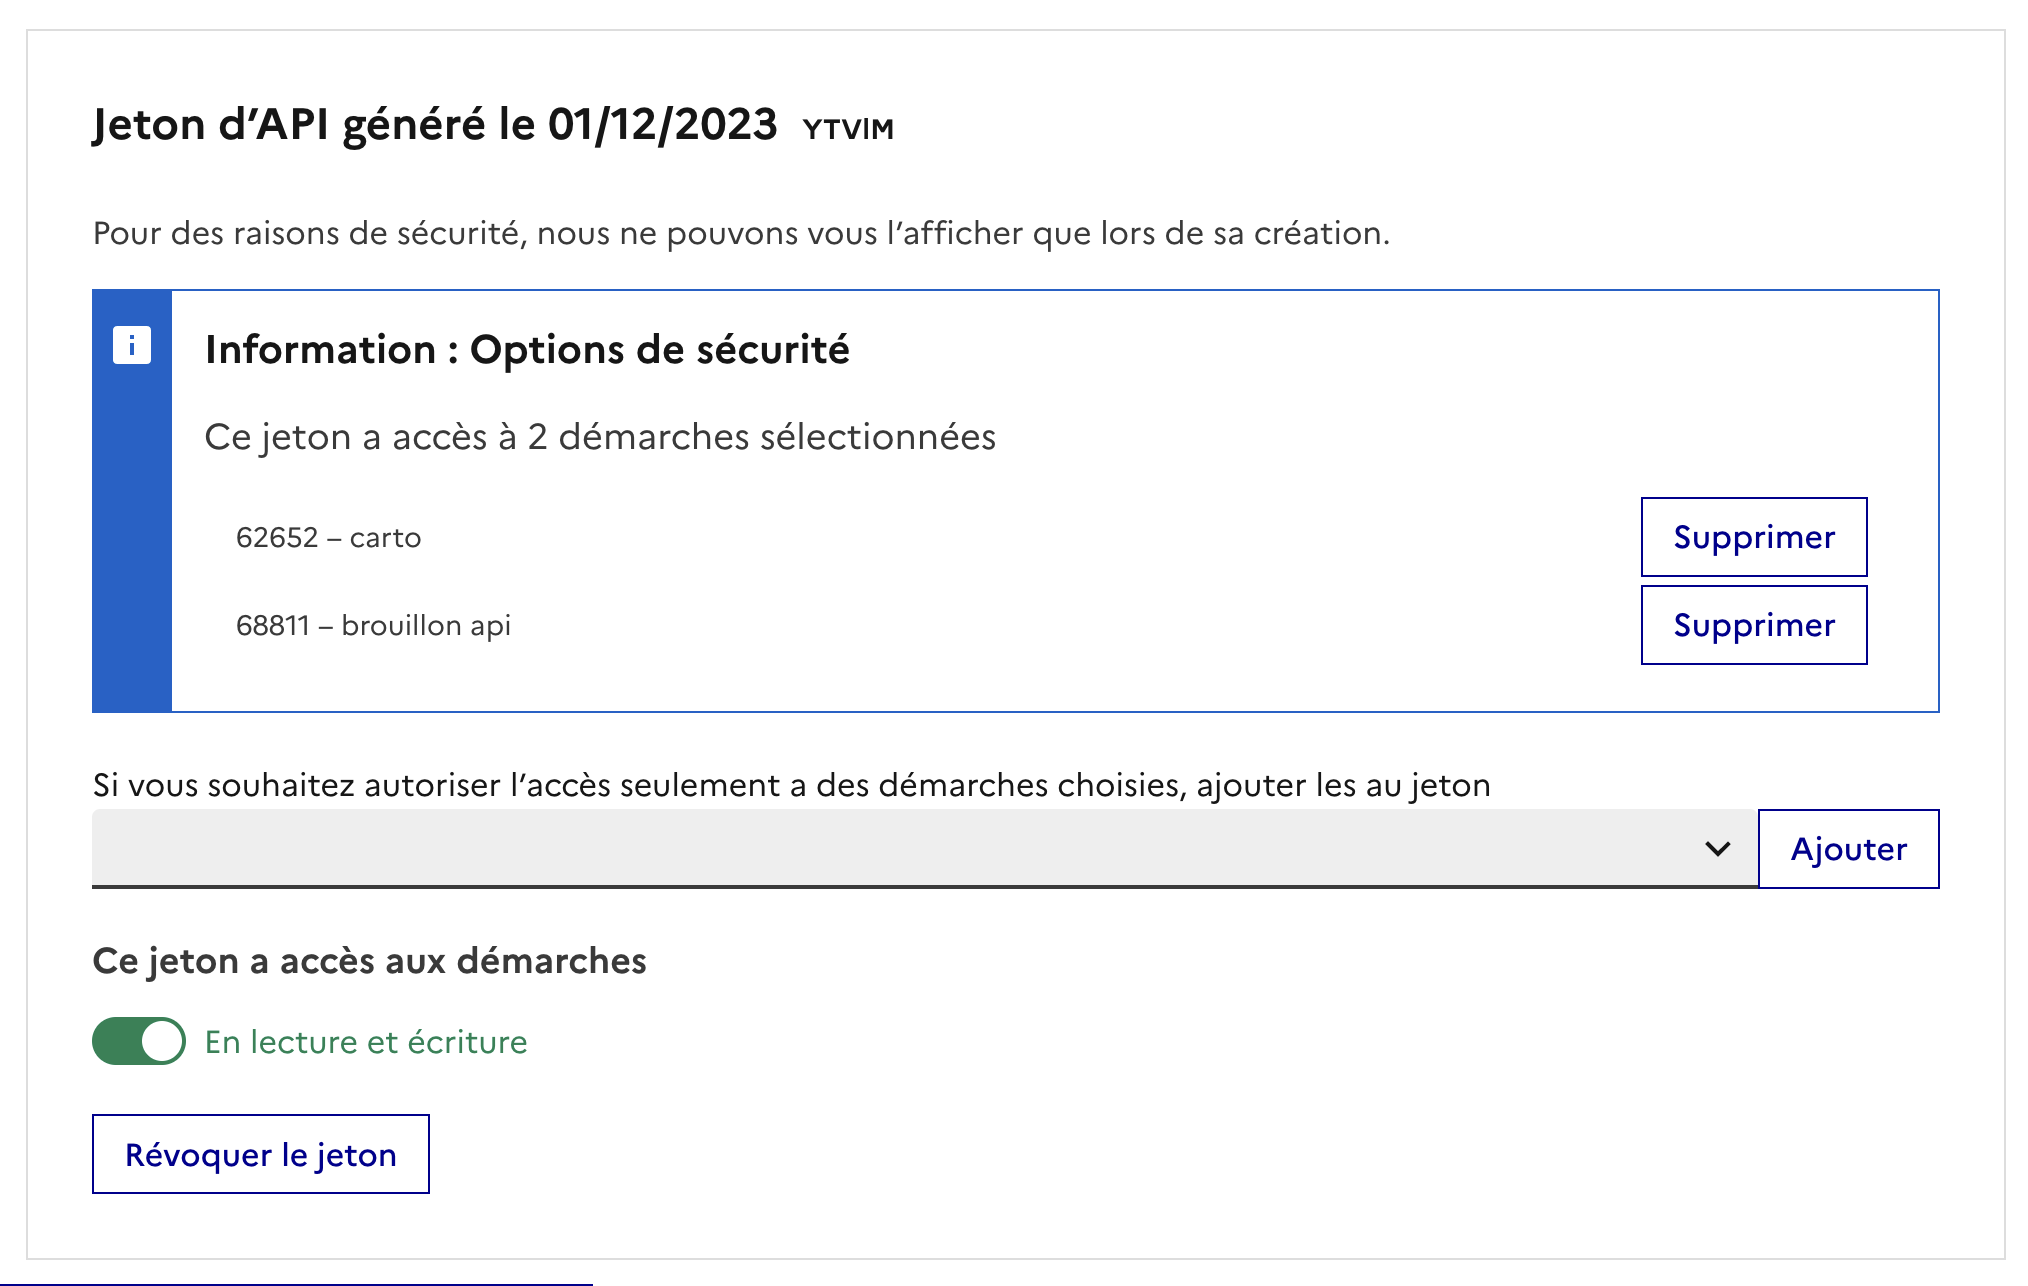 Jeton d’API généré le 01/12/2023 YTVlM
Pour des raisons de sécurité, nous ne pouvons vous l’afficher que lors de sa création.
Information : Options de sécurité
Ce jeton a accès à 2 démarches sélectionnées
62652 – carto Supprimer
68811 – brouillon api Supprimer
Si vous souhaitez autoriser l’accès seulement a des démarches choisies, ajouter les au jeton
Ajouter
Ce jeton a accès aux démarches
En lecture et écriture
Révoquer le jeton